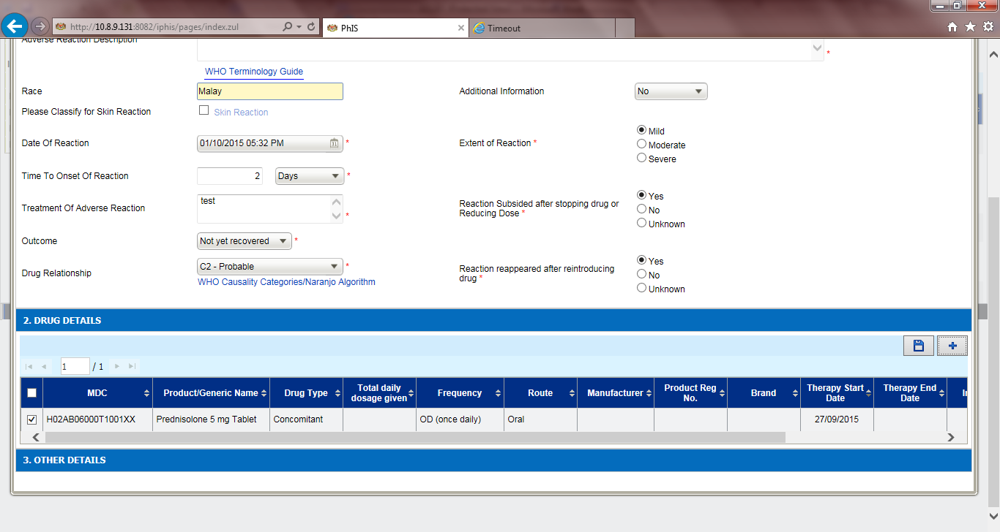 http://10.8.9.131:8082/iphis/pages/index.zul
PhIS
Timeout
Adverse Reaction Description
*
WHO Terminology Guide
Race
Malay
Additional Information
No
Please Classify for Skin Reaction
Skin Reaction
Date Of Reaction
01/10/2015 05:32 PM
*
Extent of Reaction *
Mild
Moderate
Severe
Time To Onset Of Reaction
2
Days
*
Treatment Of Adverse Reaction
test
*
Reaction Subsided after stopping drug or
Reducing Dose *
Yes
No
Unknown
Outcome
Not yet recovered
*
Drug Relationship
C2 - Probable
*
WHO Causality Categories/Naranjo Algorithm
Reaction reappeared after reintroducing
drug *
Yes
No
Unknown
2. DRUG DETAILS
1 / 1
MDC
Product/Generic Name
Drug Type
Total daily
dosage given
Frequency
Route
Manufacturer
Product Reg
No.
Brand
Therapy Start
Date
Therapy End
Date
H02AB06000T1001XX
Prednisolone 5 mg Tablet
Concomitant
OD (once daily)
Oral
27/09/2015
3. OTHER DETAILS